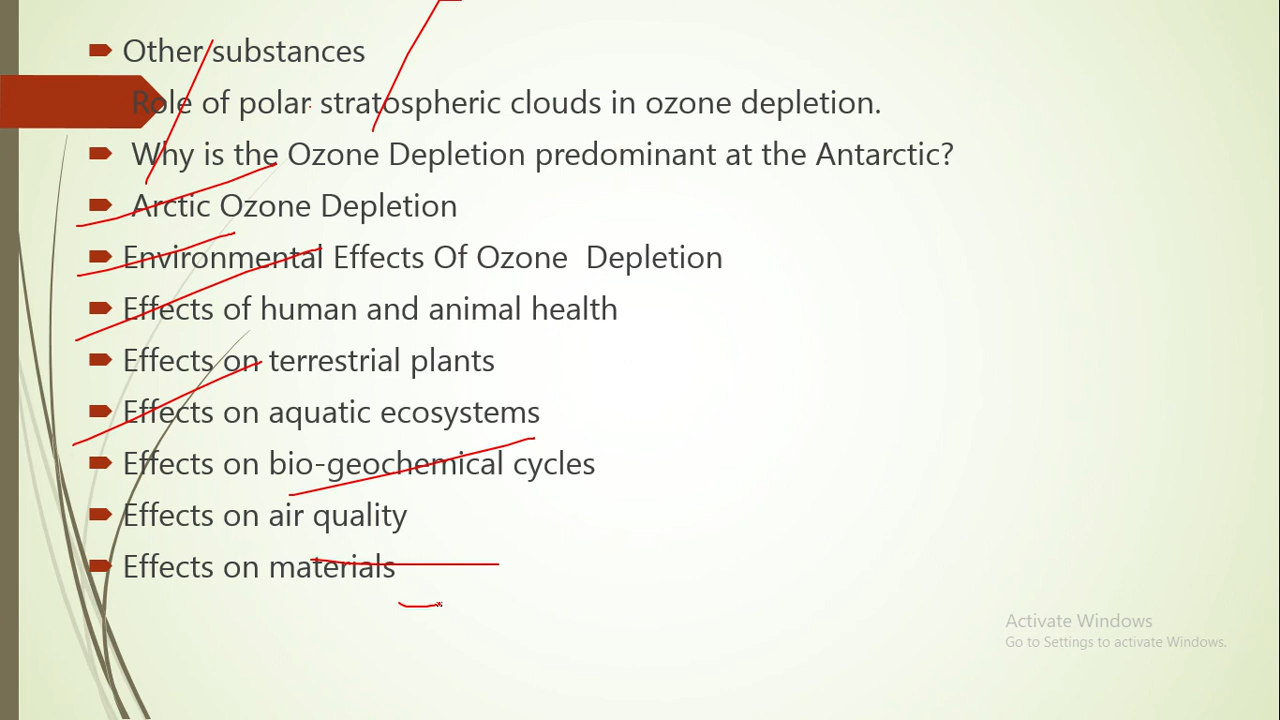 Other substances
Role of polar stratospheric clouds in ozone depletion.
Why is the Ozone Depletion predominant at the Antarctic?
Arctic Ozone Depletion
Environmental Effects Of Ozone Depletion
Effects of human and animal health
Effects on terrestrial plants
Effects on aquatic ecosystems
Effects on bio-geochemical cycles
Effects on air quality
Effects on materials
Activate Windows
Go to Settings to activate Windows.